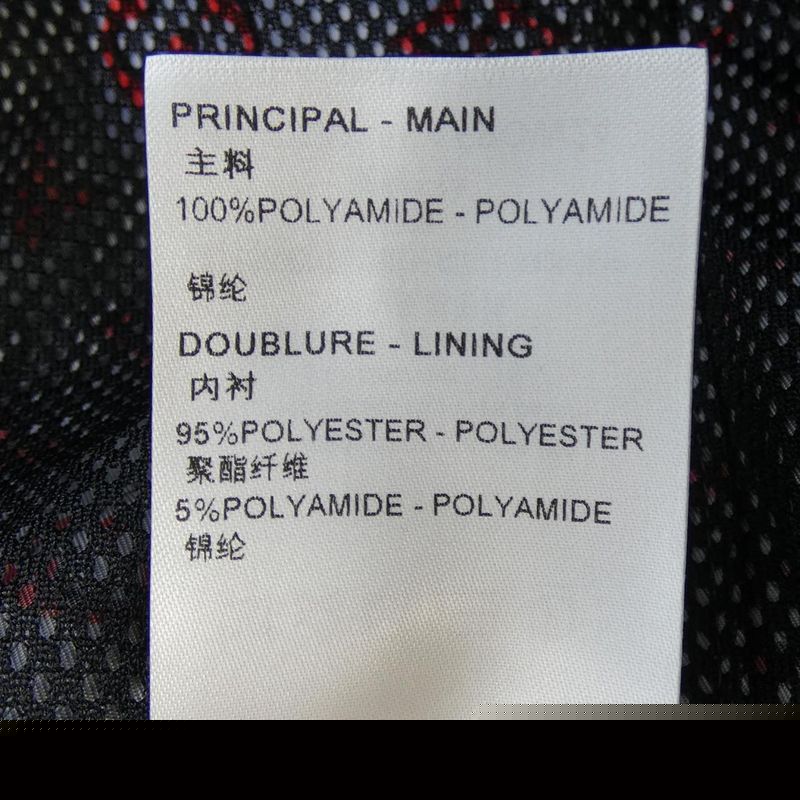 PRINCIPAL - MAIN
主料
100%POLYAMIDE - POLYAMIDE
锦纶
DOUBLURE - LINING
内衬
95%POLYESTER - POLYESTER
聚酯纤维
5%POLYAMIDE - POLYAMIDE
锦纶